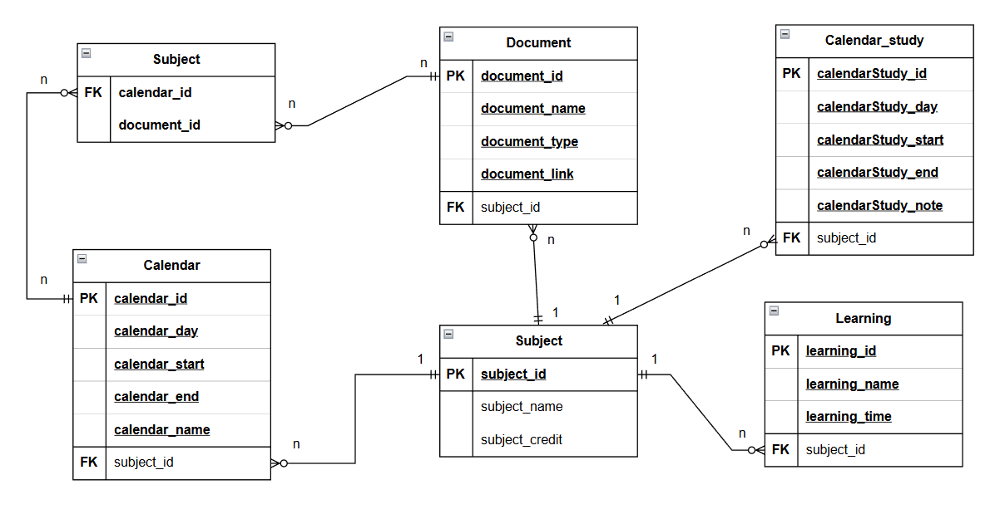 Subject
FK calendar_id
document_id
n
n
Document
PK document_id
document_name
document_type
document_link
FK subject_id
n
n
Calendar_study
PK calendarStudy_id
calendarStudy_day
calendarStudy_start
calendarStudy_end
calendarStudy_note
FK subject_id
n
1
Calendar
PK calendar_id
calendar_day
calendar_start
calendar_end
calendar_name
FK subject_id
n
n
1
Subject
PK subject_id
subject_name
subject_credit
1
1
Learning
PK learning_id
learning_name
learning_time
FK subject_id
n